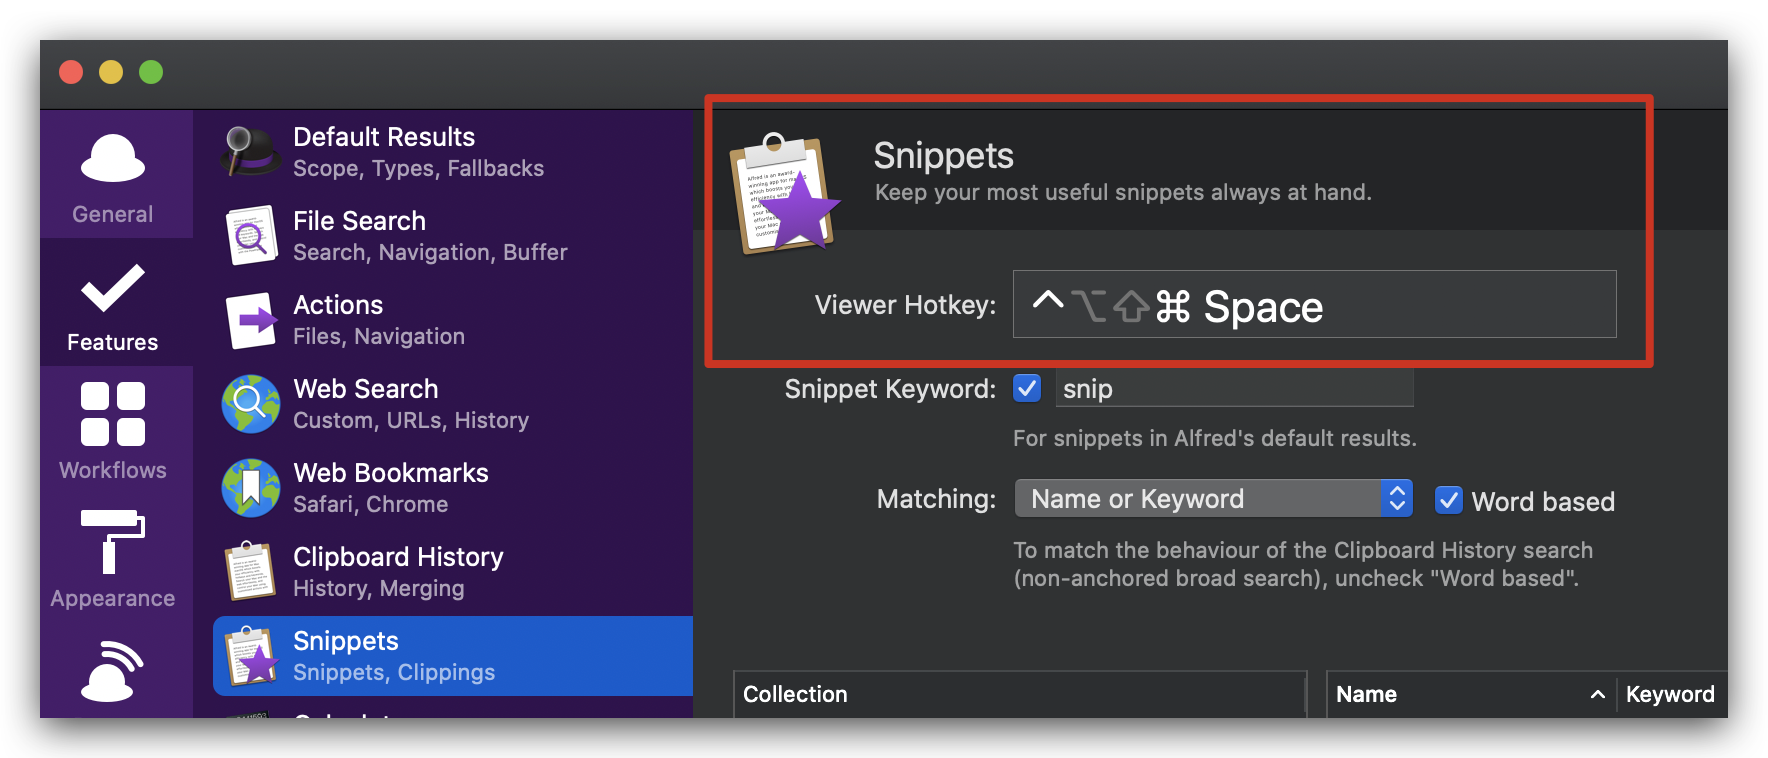 General
Features
Workflows
Appearance
Default Results
Scope, Types, Fallbacks
File Search
Search, Navigation, Buffer
Actions
Files, Navigation
Web Search
Custom, URLs, History
Web Bookmarks
Safari, Chrome
Clipboard History
History, Merging
Snippets
Snippets, Clippings
Snippets
Keep your most useful snippets always at hand.
Viewer Hotkey: ^⌥⇧⌘ Space
Snippet Keyword: snip
For snippets in Alfred's default results.
Matching: Name or Keyword Word based
To match the behaviour of the Clipboard History search
(non-anchored broad search), uncheck "Word based".
Collection Name Keyword